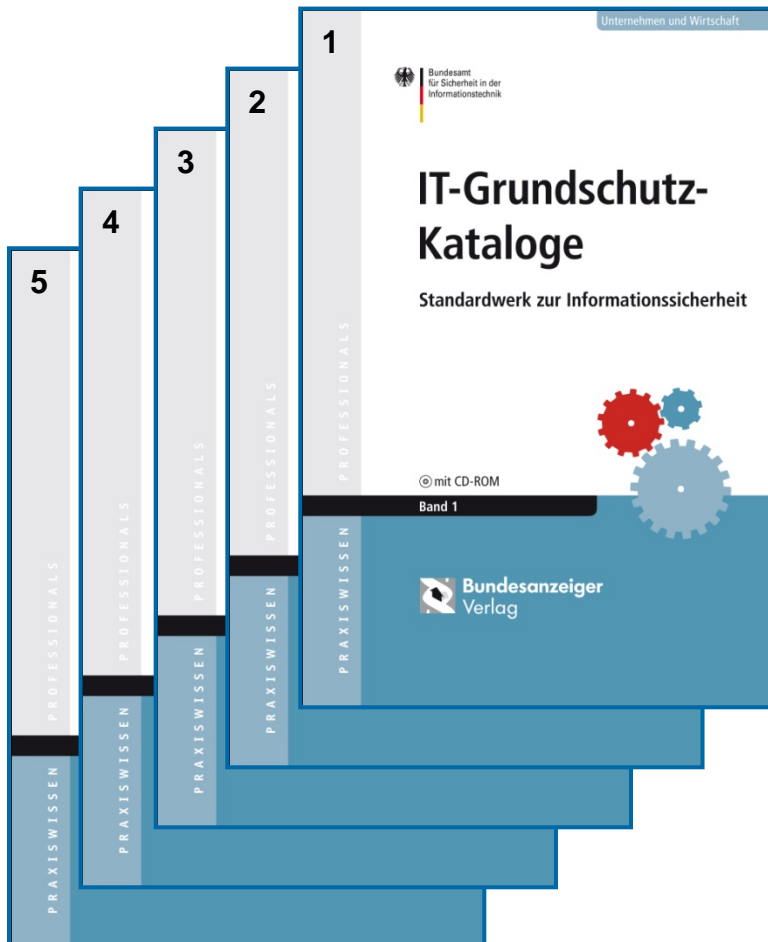 1
Unternehmen und Wirtschaft
Bundesamt
für Sicherheit in der
Informationstechnik
IT-Grundschutz-
Kataloge
Standardwerk zur Informationssicherheit
mit CD-ROM
Band 1
Bundesanzeiger
Verlag
PROFESSIONALS
PRAXISWISSEN
2
PROFESSIONALS
PRAXISWISSEN
3
PROFESSIONALS
PRAXISWISSEN
4
PROFESSIONALS
PRAXISWISSEN
5
PROFESSIONALS
PRAXISWISSEN